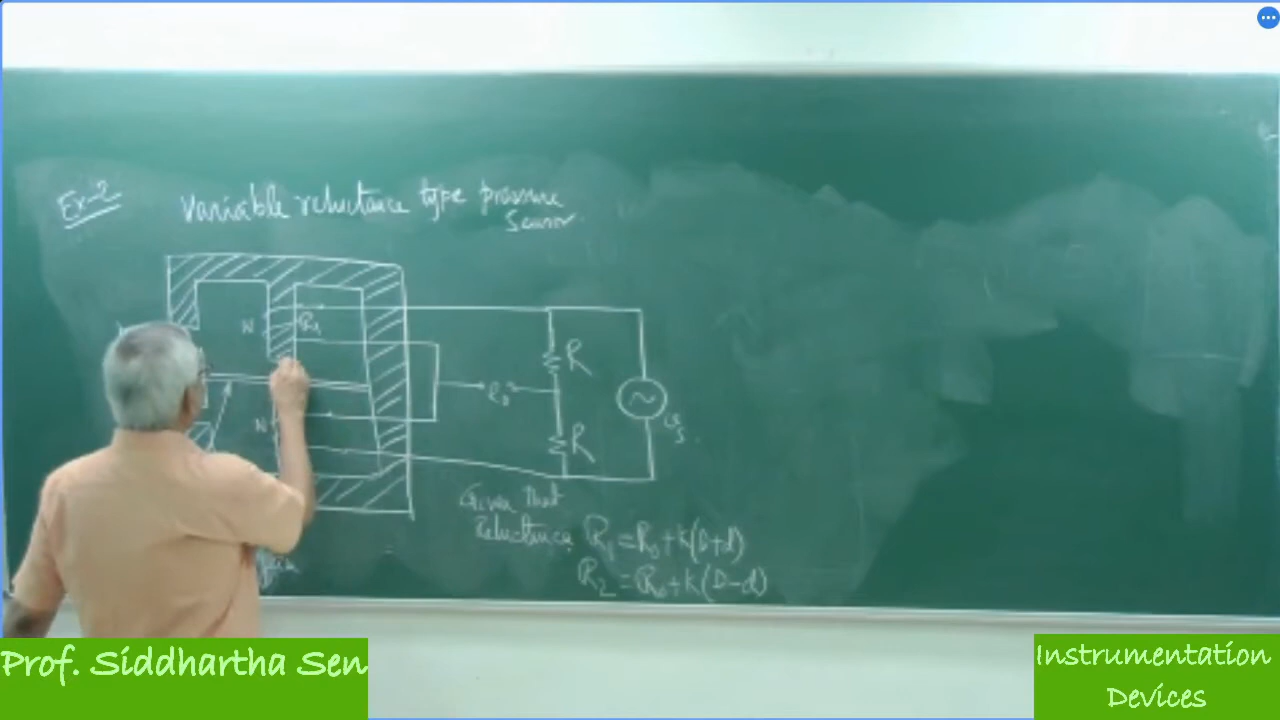 Ex-2
Variable reluctance type pressure
Sensor
N
R₁
R
N
R
Given that
Reluctance, R₁ = R₀ + K(D+d)
R₂ = R₀ + K(D-d)
Prof. Siddhartha Sen
Instrumentation
Devices